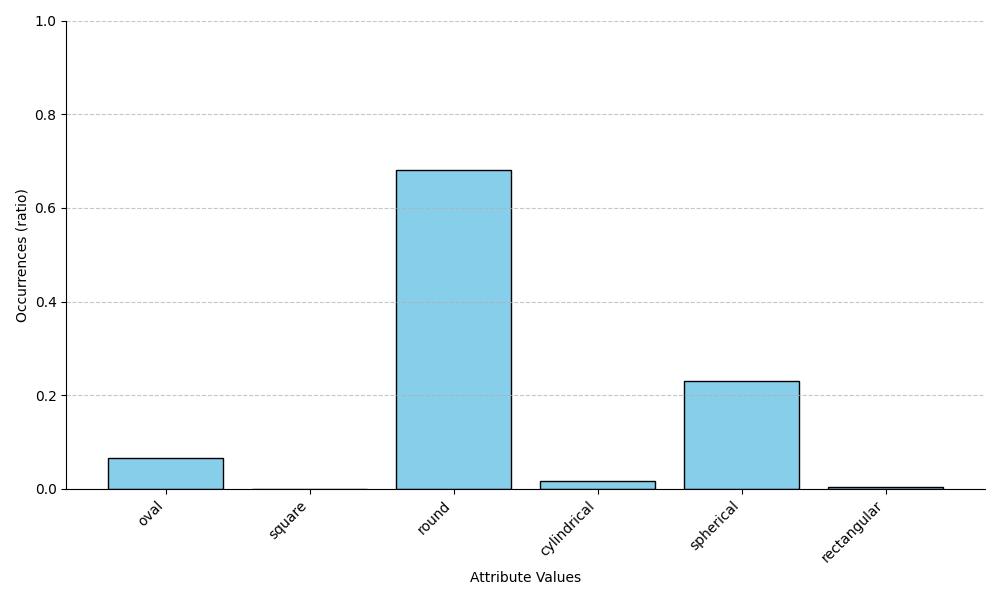 1.0
0.8
0.6
0.4
0.2
0.0
Occurrences (ratio)
oval
square
round
cylindrical
spherical
rectangular
Attribute Values